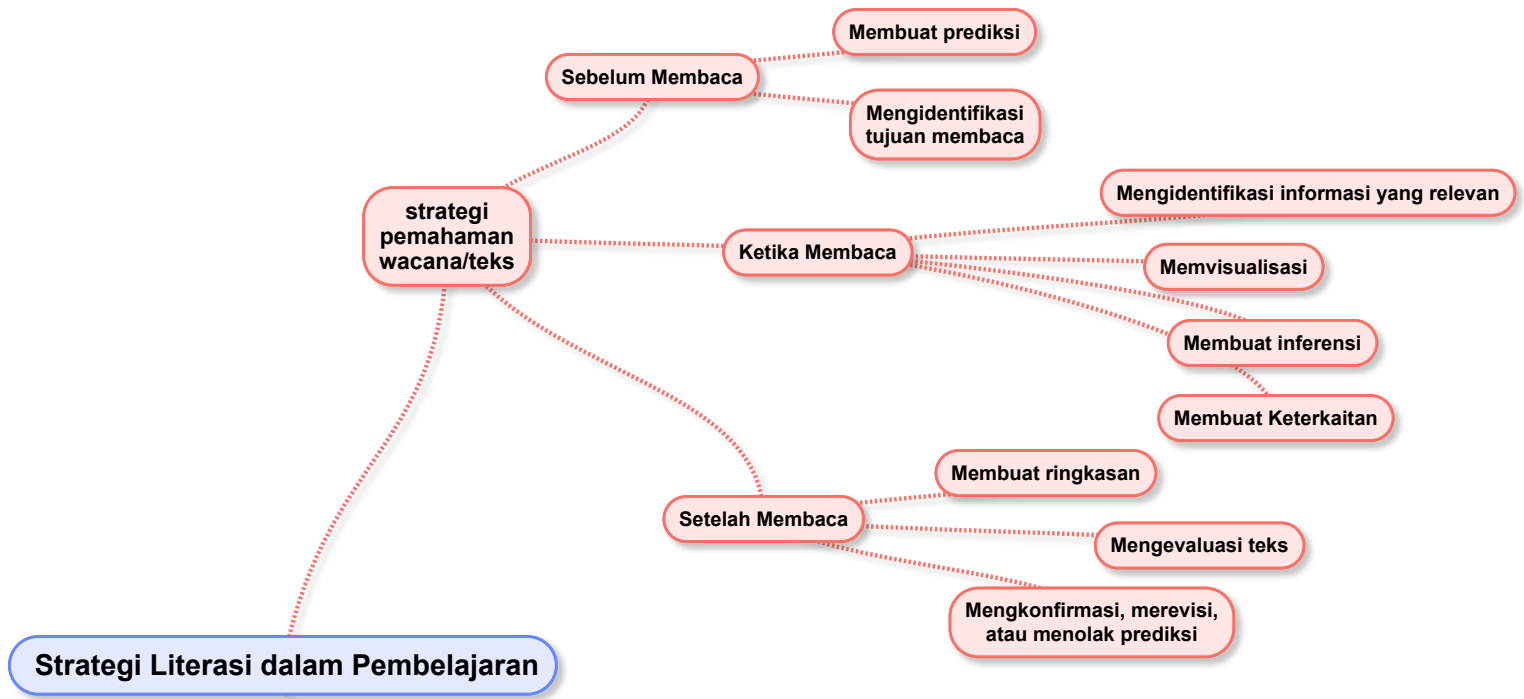 Membuat prediksi
Sebelum Membaca
Mengidentifikasi
tujuan membaca
strategi
pemahaman
wacana/teks
Mengidentifikasi informasi yang relevan
Ketika Membaca
Memvisualisasi
Membuat inferensi
Membuat Keterkaitan
Membuat ringkasan
Setelah Membaca
Mengevaluasi teks
Mengkonfirmasi, merevisi,
atau menolak prediksi
Strategi Literasi dalam Pembelajaran